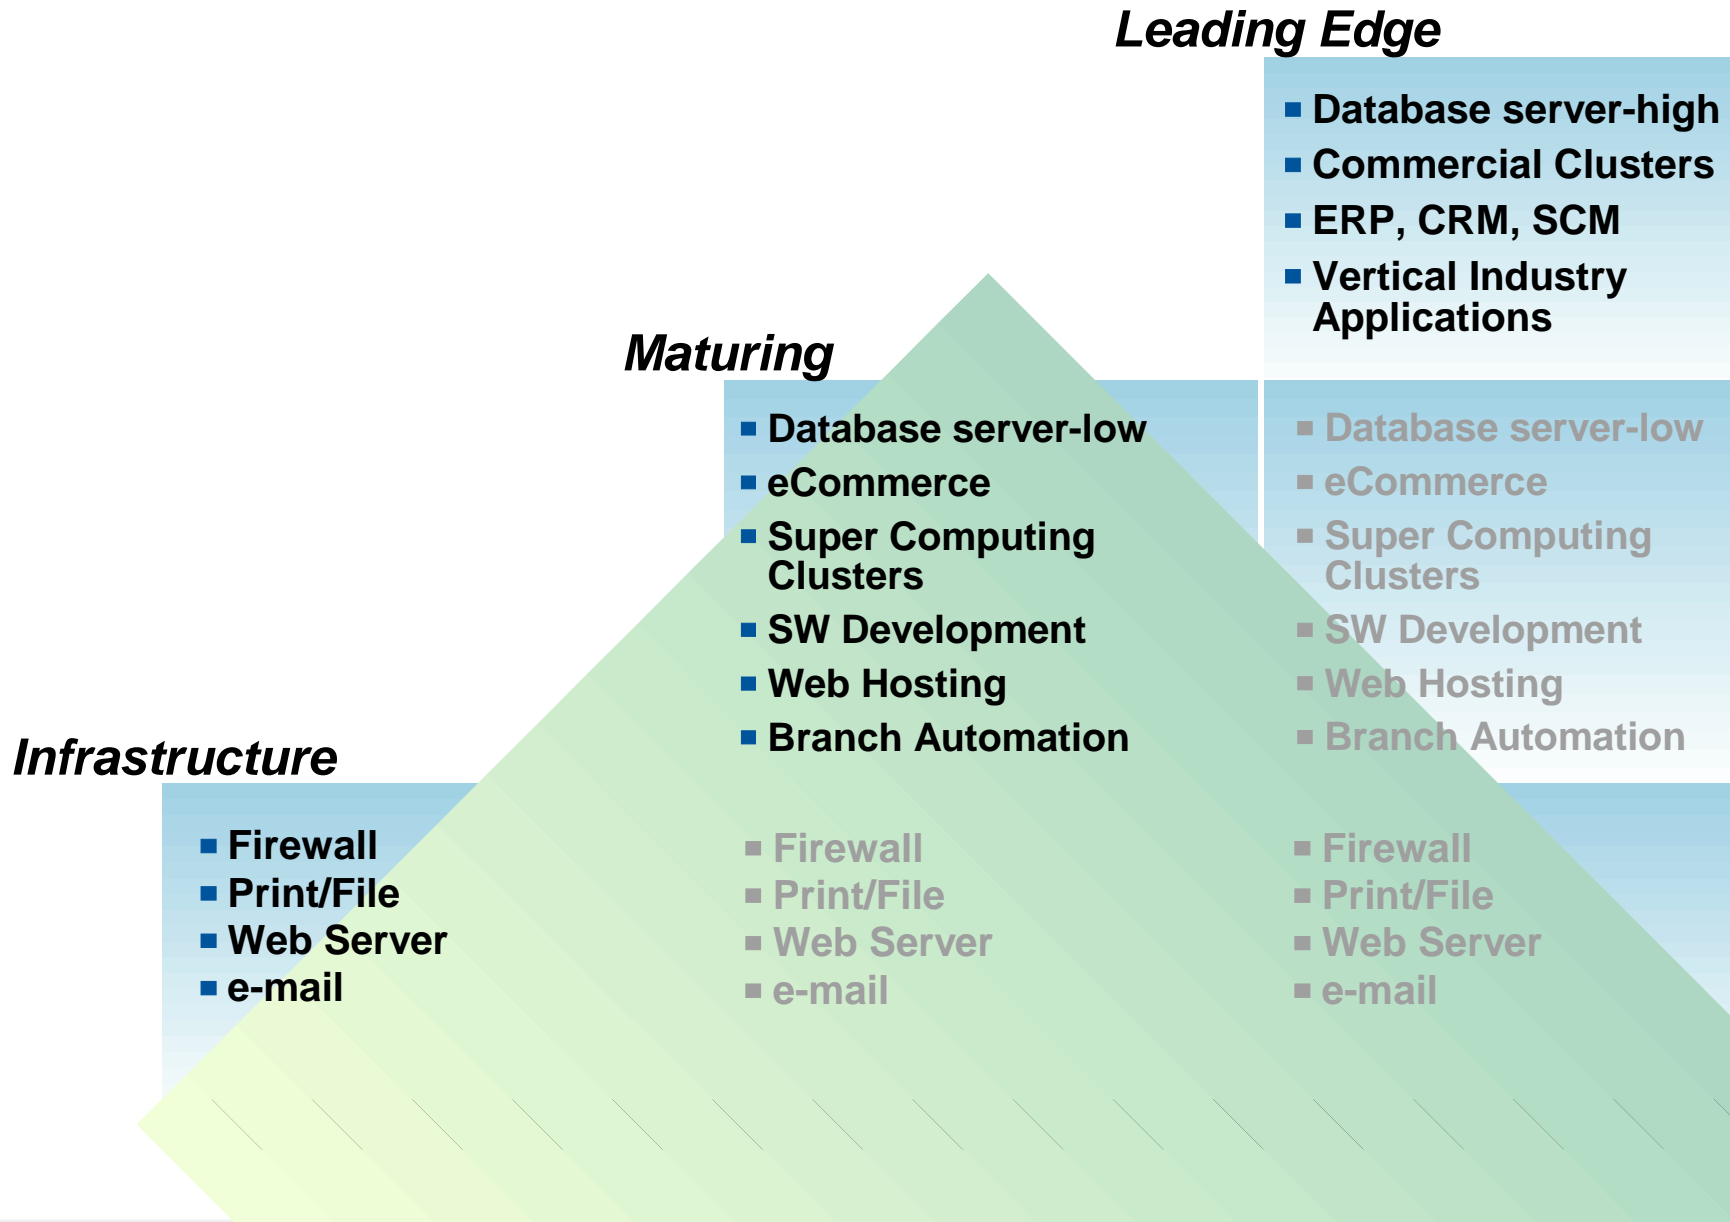 Leading Edge
Database server-high
Commercial Clusters
ERP, CRM, SCM
Vertical Industry
Applications
Maturing
Database server-low
eCommerce
Super Computing
Clusters
SW Development
Web Hosting
Branch Automation
Database server-low
eCommerce
Super Computing
Clusters
SW Development
Web Hosting
Branch Automation
Infrastructure
Firewall
Print/File
Web Server
e-mail
Firewall
Print/File
Web Server
e-mail
Firewall
Print/File
Web Server
e-mail